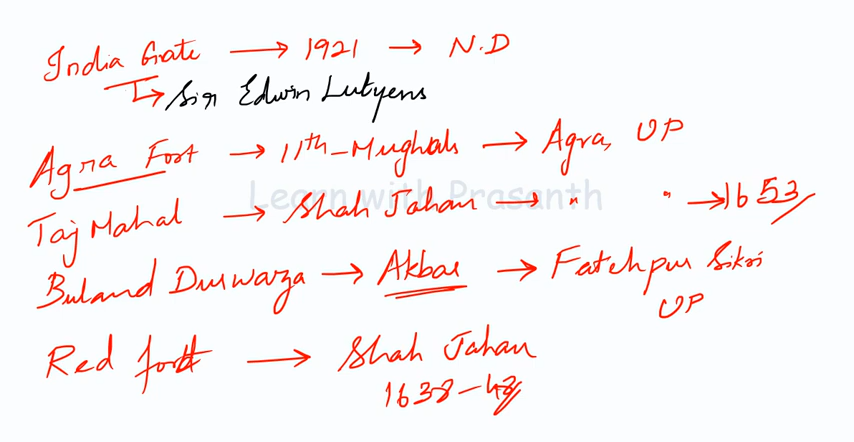 India Gate → 1921 → N.D
→ Sir Edwin Lutyens
Agra Fort → 11th - Mughals → Agra, UP
Learn with Prasanth
Taj Mahal → Shah Jahan → " " → 1653
Buland Durwarza → Akbar → Fatehpur Sikri
UP
Red fort → Shah Jahan
1638-48